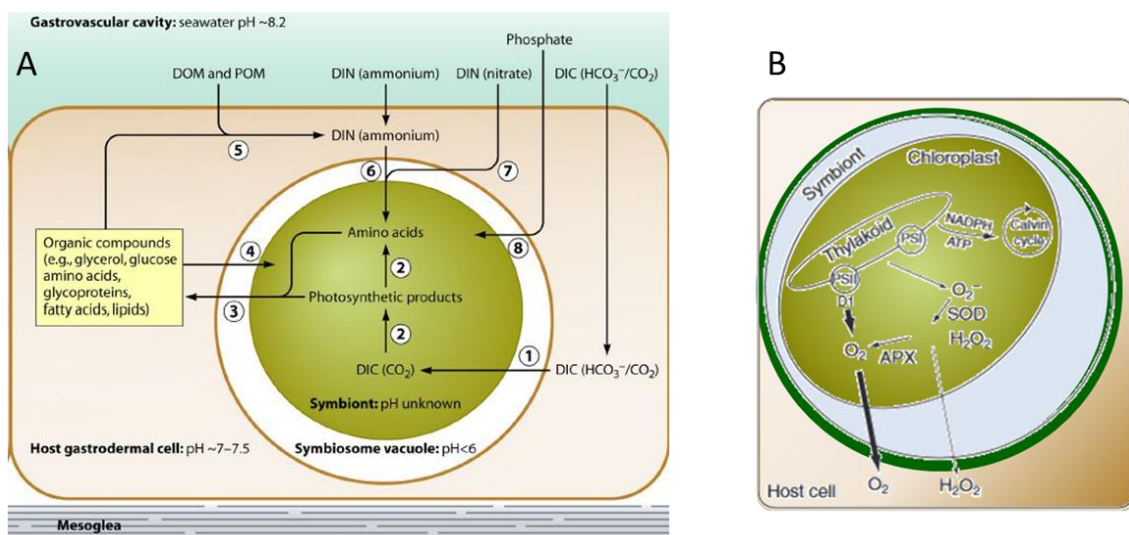 Gastrovascular cavity: seawater pH ~8.2
A
Phosphate
DOM and POM
DIN (ammonium)
DIN (nitrate)
DIC (HCO₃⁻/CO₂)
DIN (ammonium)
5
6
7
Amino acids
8
4
Organic compounds
(e.g., glycerol, glucose
amino acids,
glycoproteins,
fatty acids, lipids)
2
Photosynthetic products
3
2
1
DIC (CO₂)
DIC (HCO₃⁻/CO₂)
Symbiont: pH unknown
Host gastrodermal cell: pH ~7–7.5
Symbiosome vacuole: pH<6
Mesoglea
B
Symbiont
Chloroplast
Thylakoid
PSI
NADPH
ATP
Calvin
cycle
PSII
D1
O₂⁻
SOD
H₂O₂
O₂
APX
Host cell
O₂
H₂O₂